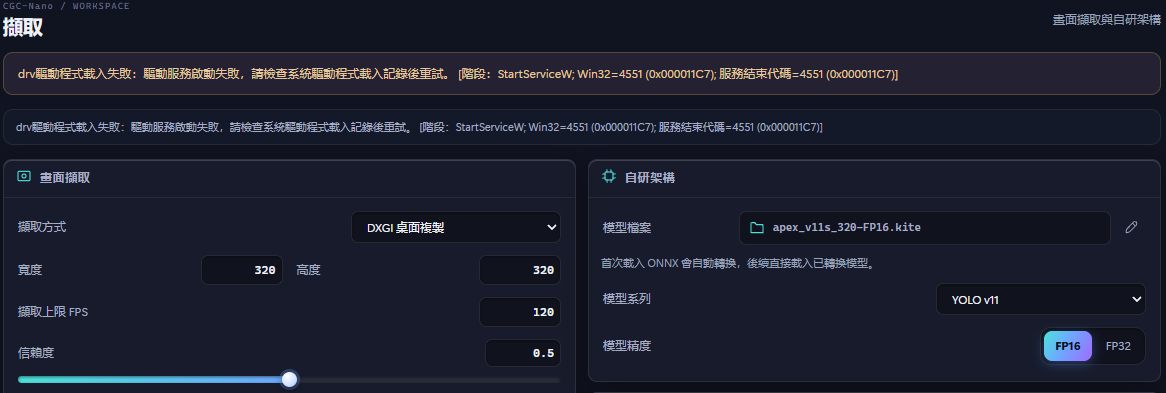 CGC-Nano / WORKSPACE
擷取
畫面擷取與自研架構
drv驅動程式載入失敗：驅動服務啟動失敗，請檢查系統驅動程式載入記錄後重試。 [階段：StartServiceW; Win32=4551 (0x000011C7); 服務結束代碼=4551 (0x000011C7)]
drv驅動程式載入失敗：驅動服務啟動失敗，請檢查系統驅動程式載入記錄後重試。 [階段：StartServiceW; Win32=4551 (0x000011C7); 服務結束代碼=4551 (0x000011C7)]
畫面擷取
擷取方式 DXGI 桌面複製
寬度 320 高度 320
擷取上限 FPS 120
信賴度 0.5
自研架構
模型檔案 apex_v11s_320-FP16.kite
首次載入 ONNX 會自動轉換，後續直接載入已轉換模型。
模型系列 YOLO v11
模型精度 FP16 FP32